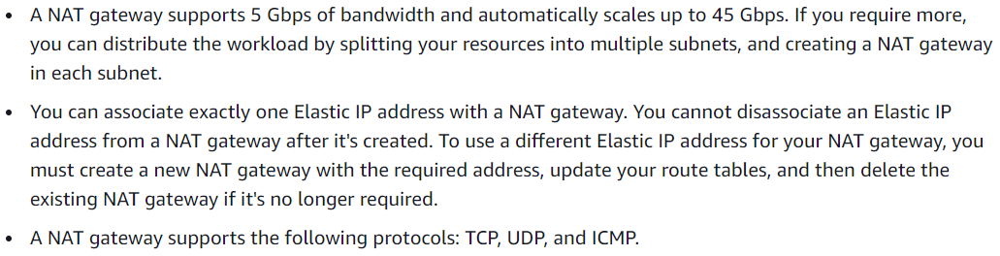 • A NAT gateway supports 5 Gbps of bandwidth and automatically scales up to 45 Gbps. If you require more,
you can distribute the workload by splitting your resources into multiple subnets, and creating a NAT gateway
in each subnet.
• You can associate exactly one Elastic IP address with a NAT gateway. You cannot disassociate an Elastic IP
address from a NAT gateway after it's created. To use a different Elastic IP address for your NAT gateway, you
must create a new NAT gateway with the required address, update your route tables, and then delete the
existing NAT gateway if it's no longer required.
• A NAT gateway supports the following protocols: TCP, UDP, and ICMP.